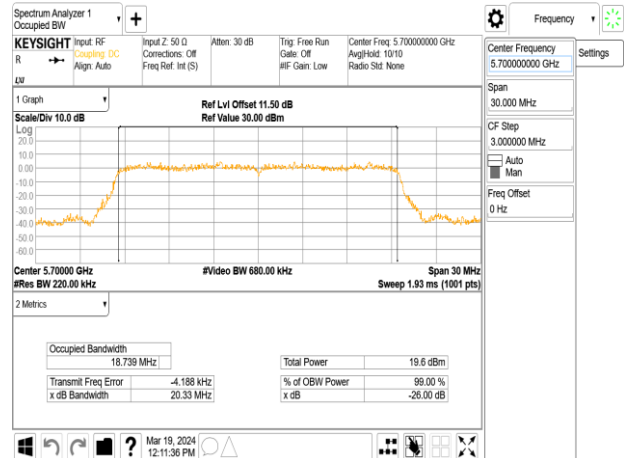 Spectrum Analyzer 1
Occupied BW
Frequency
KEYSIGHT
R
LXI
Input: RF
Coupling: DC
Align: Auto
Input Z: 50 Ω
Corrections: Off
Freq Ref: Int (S)
Atten: 30 dB
Trig: Free Run
Gate: Off
#IF Gain: Low
Center Freq: 5.700000000 GHz
Avg|Hold: 10/10
Radio Std: None
Center Frequency
5.700000000 GHz
Settings
Span
30.000 MHz
CF Step
3.000000 MHz
Auto
Man
Freq Offset
0 Hz
1 Graph
Ref Lvl Offset 11.50 dB
Scale/Div 10.0 dB
Ref Value 30.00 dBm
Log
20.0
10.0
0.00
-10.0
-20.0
-30.0
-40.0
-50.0
-60.0
Center 5.70000 GHz
#Video BW 680.00 kHz
Span 30 MHz
#Res BW 220.00 kHz
Sweep 1.93 ms (1001 pts)
2 Metrics
Occupied Bandwidth
18.739 MHz
Total Power 19.6 dBm
Transmit Freq Error -4.188 kHz
% of OBW Power 99.00 %
x dB Bandwidth 20.33 MHz
x dB -26.00 dB
?
Mar 19, 2024
12:11:36 PM